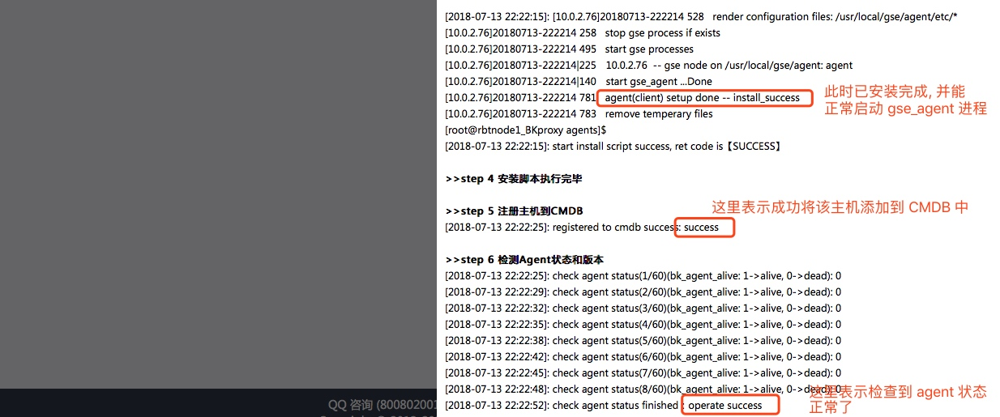 [2018-07-13 22:22:15]: [10.0.2.76]20180713-222214 528 render configuration files: /usr/local/gse/agent/etc/*
[10.0.2.76]20180713-222214 258 stop gse process if exists
[10.0.2.76]20180713-222214 495 start gse processes
[10.0.2.76]20180713-222214|225 10.0.2.76 -- gse node on /usr/local/gse/agent: agent
[10.0.2.76]20180713-222214|140 start gse_agent ...Done
[10.0.2.76]20180713-222214 781 agent(client) setup done -- install_success
此时已安装完成, 并能
正常启动 gse_agent 进程
[10.0.2.76]20180713-222214 783 remove temperary files
[root@rbtnode1_BKproxy agents]$
[2018-07-13 22:22:15]: start install script success, ret code is【SUCCESS】
>>step 4 安装脚本执行完毕
>>step 5 注册主机到CMDB
这里表示成功将该主机添加到 CMDB 中
[2018-07-13 22:22:25]: registered to cmdb success: success
>>step 6 检测Agent状态和版本
[2018-07-13 22:22:25]: check agent status(1/60)(bk_agent_alive: 1->alive, 0->dead): 0
[2018-07-13 22:22:29]: check agent status(2/60)(bk_agent_alive: 1->alive, 0->dead): 0
[2018-07-13 22:22:32]: check agent status(3/60)(bk_agent_alive: 1->alive, 0->dead): 0
[2018-07-13 22:22:35]: check agent status(4/60)(bk_agent_alive: 1->alive, 0->dead): 0
[2018-07-13 22:22:38]: check agent status(5/60)(bk_agent_alive: 1->alive, 0->dead): 0
[2018-07-13 22:22:42]: check agent status(6/60)(bk_agent_alive: 1->alive, 0->dead): 0
[2018-07-13 22:22:45]: check agent status(7/60)(bk_agent_alive: 1->alive, 0->dead): 0
[2018-07-13 22:22:48]: check agent status(8/60)(bk_agent_alive: 1->alive, 0->dead): 0
这里表示检查到 agent 状态
正常了
[2018-07-13 22:22:52]: check agent status finished : operate success
QQ 咨询 (800802001